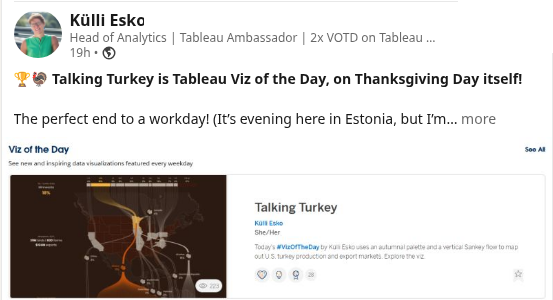 Külli Esko
Head of Analytics | Tableau Ambassador | 2x VOTD on Tableau ...
19h •
🏆🦃 Talking Turkey is Tableau Viz of the Day, on Thanksgiving Day itself!
The perfect end to a workday! (It’s evening here in Estonia, but I’m... more
Viz of the Day
See All
See new and inspiring data visualizations featured every weekday
Talking Turkey
Külli Esko
She/Her
Today's #VizOfTheDay by Külli Esko uses an autumnal palette and a vertical Sankey flow to map
out U.S. turkey production and export markets. Explore the viz.
223
28